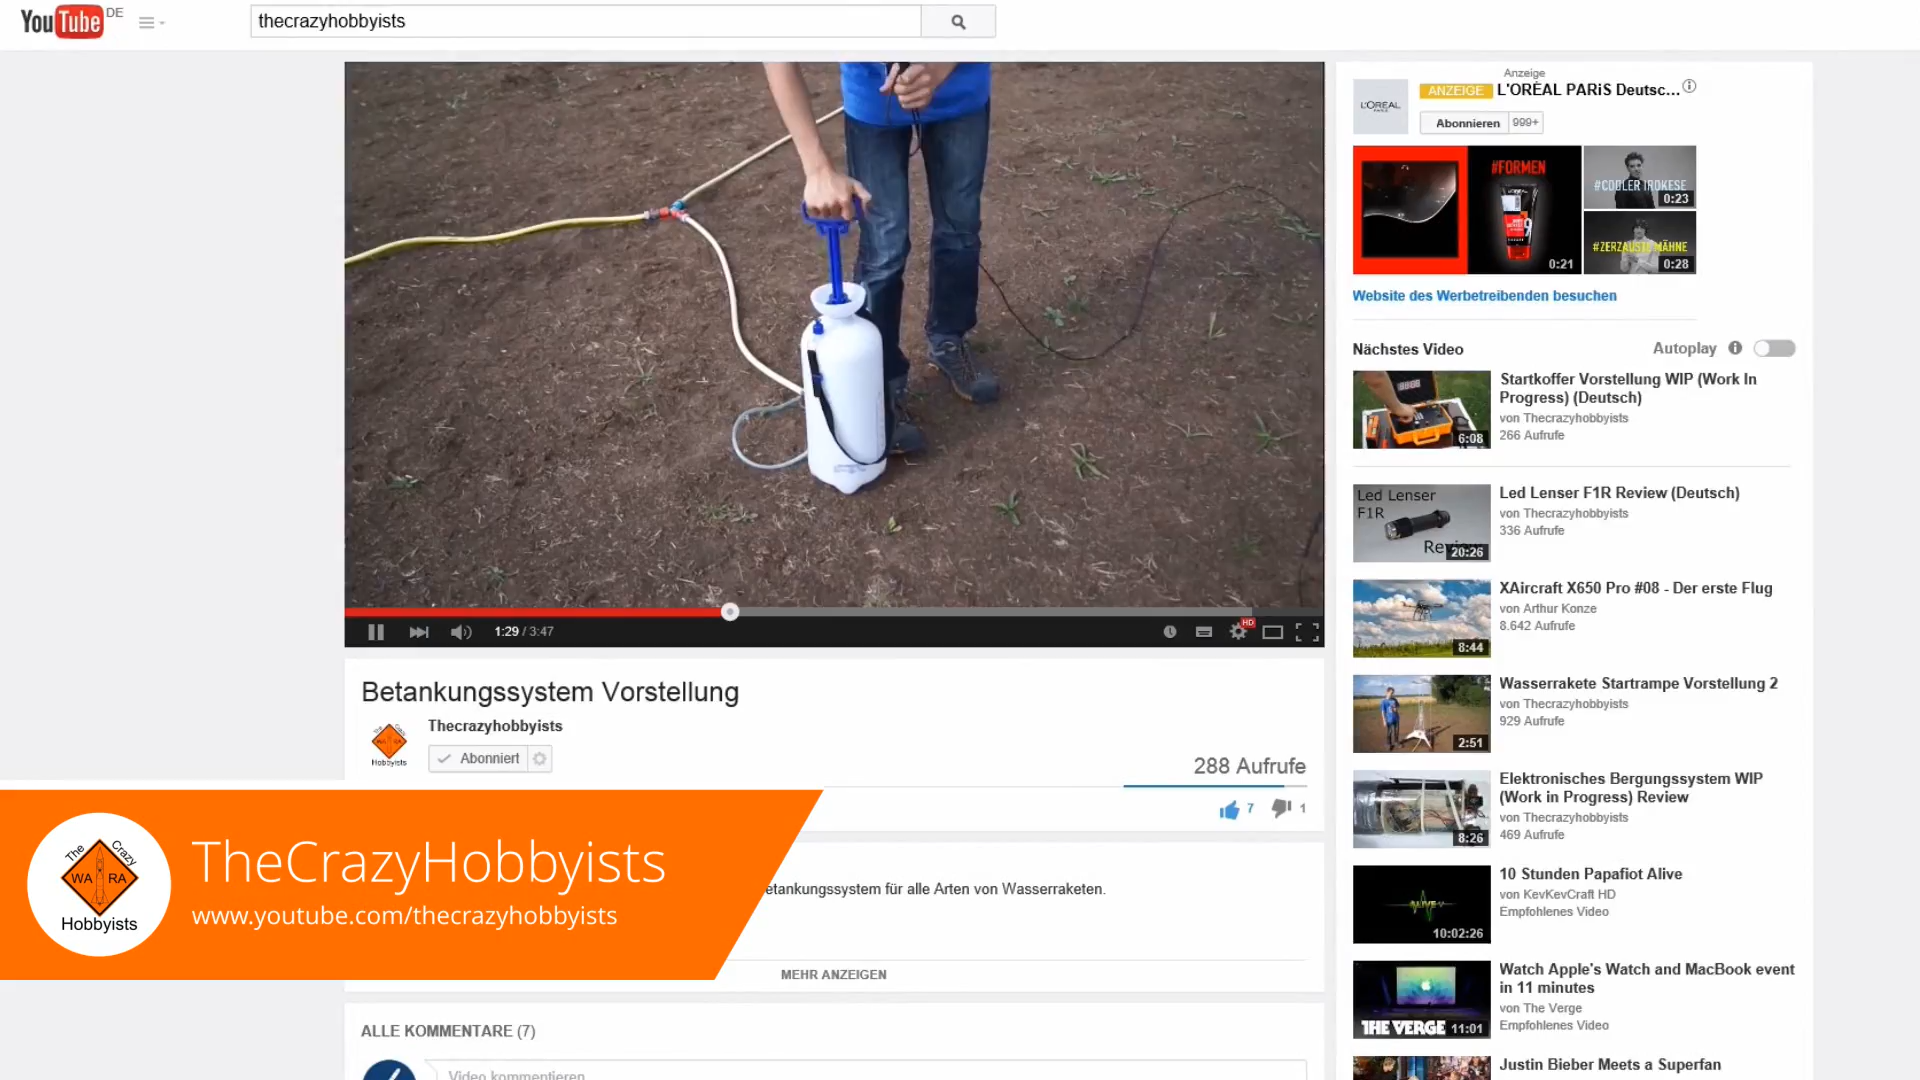 YouTube DE
thecrazyhobbyists
1:29 / 3:47
HD
Betankungssystem Vorstellung
Thecrazyhobbyists
Abonniert
288 Aufrufe
7
1
The Crazy
WA RA
Hobbyists
TheCrazyHobbyists
www.youtube.com/thecrazyhobbyists
etankungssystem für alle Arten von Wasserraketen.
MEHR ANZEIGEN
ALLE KOMMENTARE (7)
Video kommentieren
Anzeige
L'ORÉAL
PARIS
ANZEIGE L'ORÉAL PARiS Deutsc...
Abonnieren 999+
#FORMEN
0:21
#COOLER IROKESE
0:23
#ZERZAUSTE MÄHNE
0:28
Website des Werbetreibenden besuchen
Nächstes Video
Autoplay
6:08
Startkoffer Vorstellung WIP (Work In
Progress) (Deutsch)
von Thecrazyhobbyists
266 Aufrufe
Led Lenser
F1R
Review
20:26
Led Lenser F1R Review (Deutsch)
von Thecrazyhobbyists
336 Aufrufe
8:44
XAircraft X650 Pro #08 - Der erste Flug
von Arthur Konze
8.642 Aufrufe
2:51
Wasserrakete Startrampe Vorstellung 2
von Thecrazyhobbyists
929 Aufrufe
8:26
Elektronisches Bergungssystem WIP
(Work in Progress) Review
von Thecrazyhobbyists
469 Aufrufe
10:02:26
10 Stunden Papafiot Alive
von KevKevCraft HD
Empfohlenes Video
THE VERGE 11:01
Watch Apple's Watch and MacBook event
in 11 minutes
von The Verge
Empfohlenes Video
Justin Bieber Meets a Superfan